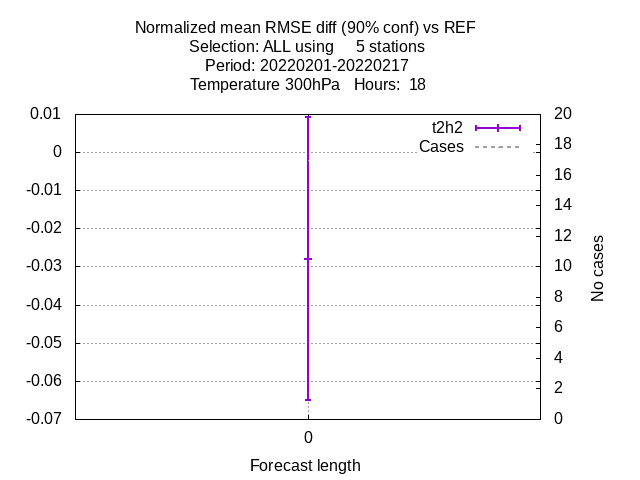 Normalized mean RMSE diff (90% conf) vs REF
Selection: ALL using     5 stations
Period: 20220201-20220217
Temperature 300hPa   Hours:  18
t2h2
Cases
0.01
0
-0.01
-0.02
-0.03
-0.04
-0.05
-0.06
-0.07
20
18
16
14
12
10
8
6
4
2
0
No cases
0
Forecast length